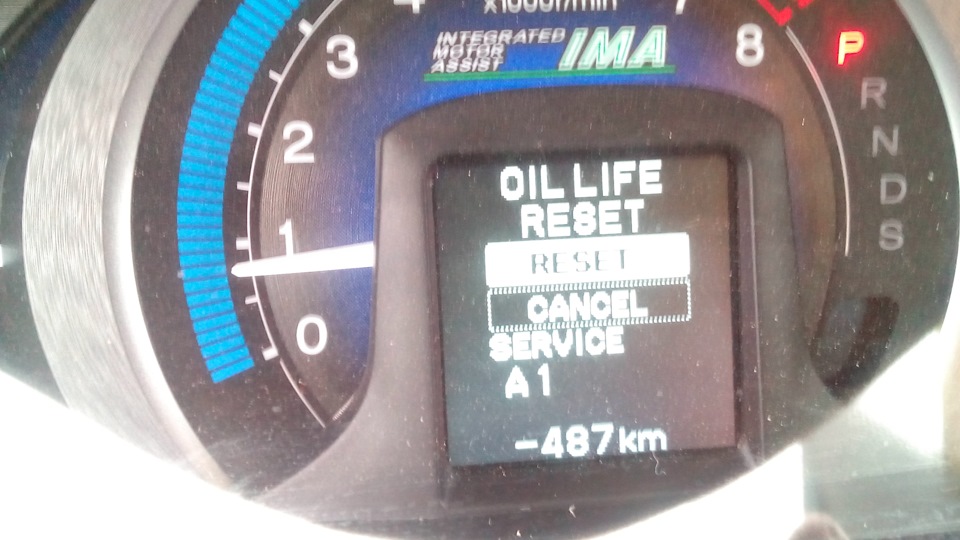 x1000r/min
INTEGRATED
MOTOR
ASSIST
IMA
3
2
1
0
7
8
P
R
N
D
S
OIL LIFE
RESET
RESET
CANCEL
SERVICE
A1
-487km